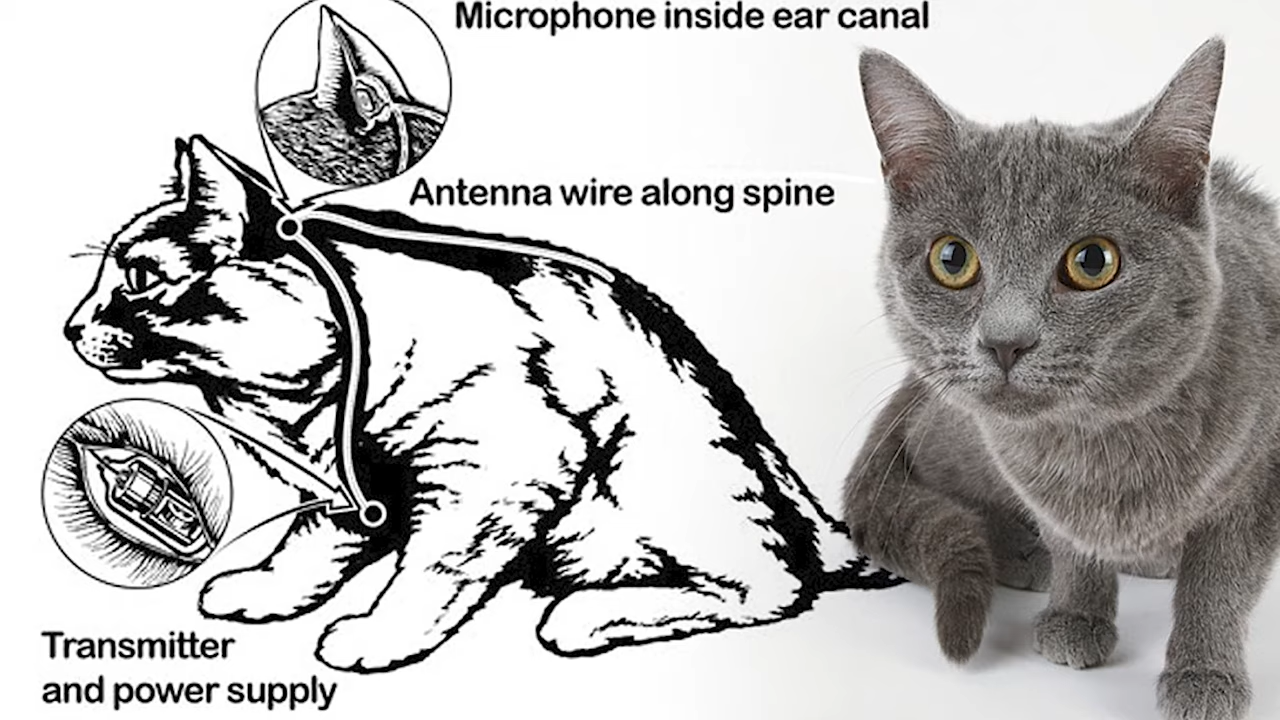 Microphone inside ear canal
Antenna wire along spine
Transmitter
and power supply